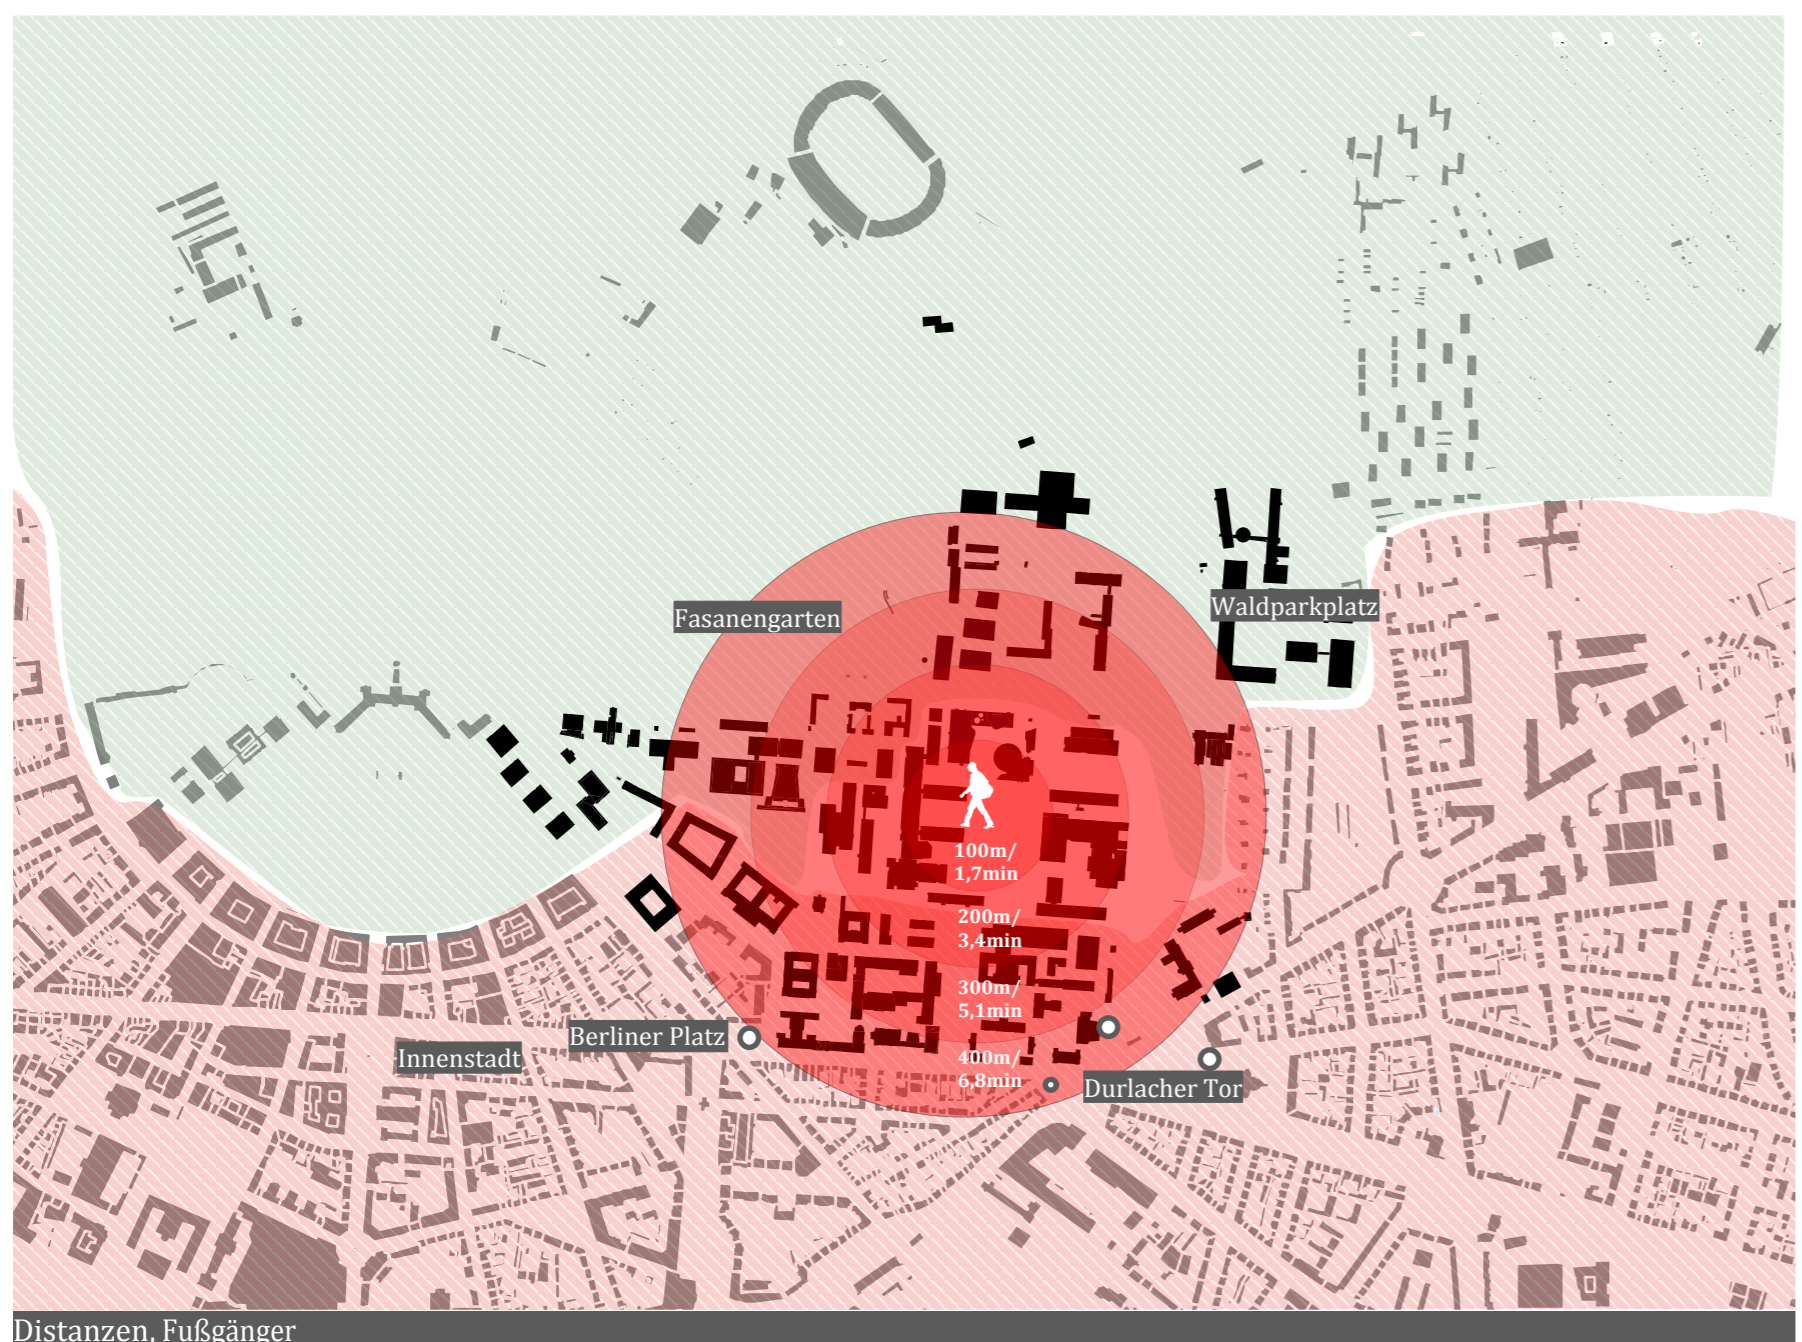 Fasanengarten
Waldparkplatz
100m/
1,7min
200m/
3,4min
300m/
5,1min
Berliner Platz
Innenstadt
400m/
6,8min
Durlacher Tor
Distanzen, Fußgänger